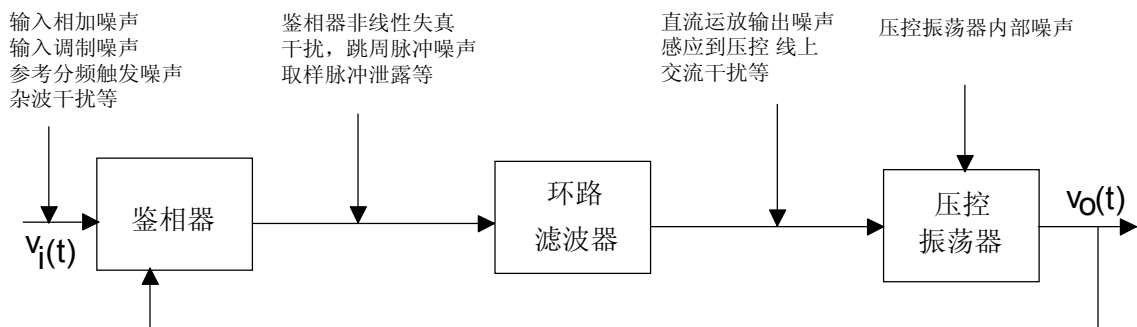 输入相加噪声
输入调制噪声
参考分频触发噪声
杂波干扰等
鉴相器非线性失真
干扰，跳周脉冲噪声
取样脉冲泄露等
直流运放输出噪声
感应到压控 线上
交流干扰等
压控振荡器内部噪声
vi(t)
鉴相器
环路
滤波器
压控
振荡器
vo(t)